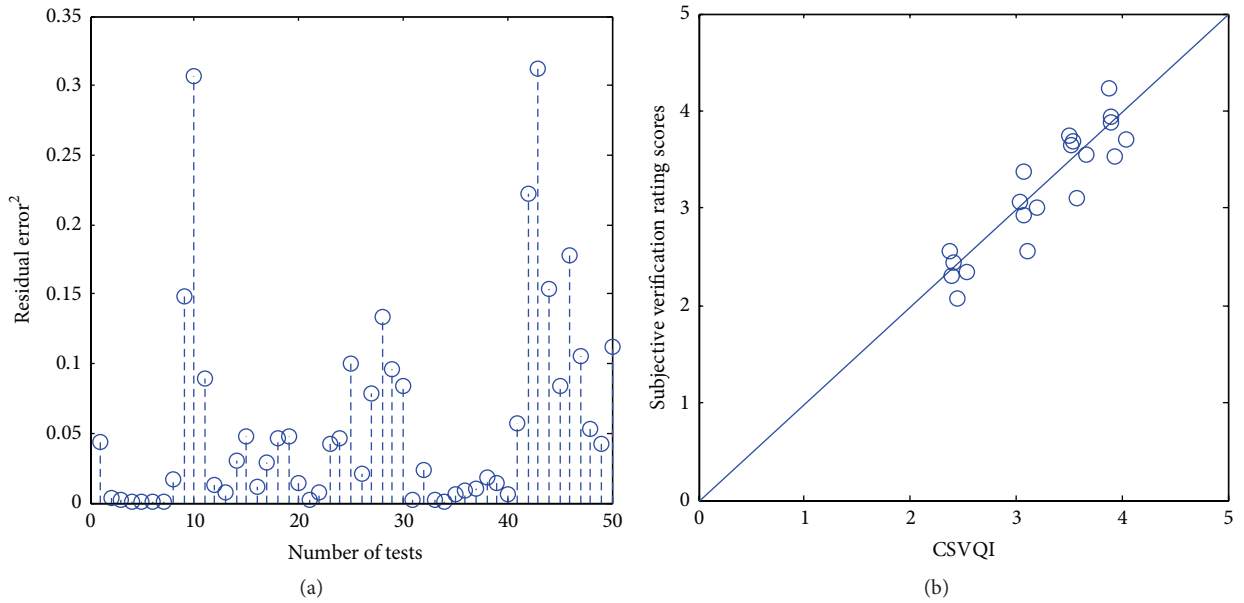 0.35
0.3
0.25
0.2
0.15
0.1
0.05
0
Residual error²
0 10 20 30 40 50
Number of tests
(a)
5
4
3
2
1
0
Subjective verification rating scores
0 1 2 3 4 5
CSVQI
(b)